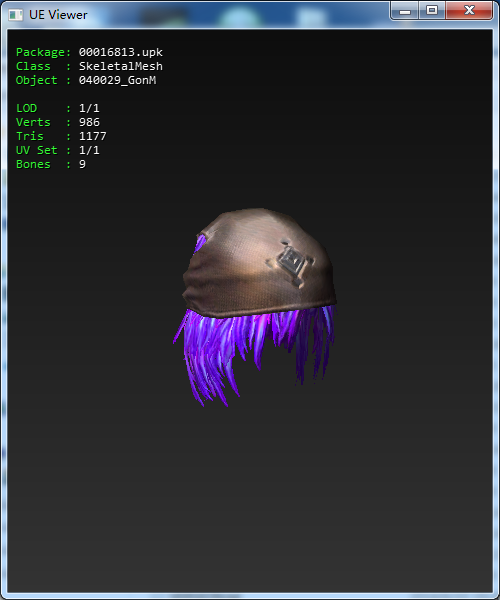 UE Viewer
Package: 00016813.upk
Class  : SkeletalMesh
Object : 040029_GonM
LOD    : 1/1
Verts  : 986
Tris   : 1177
UV Set : 1/1
Bones  : 9